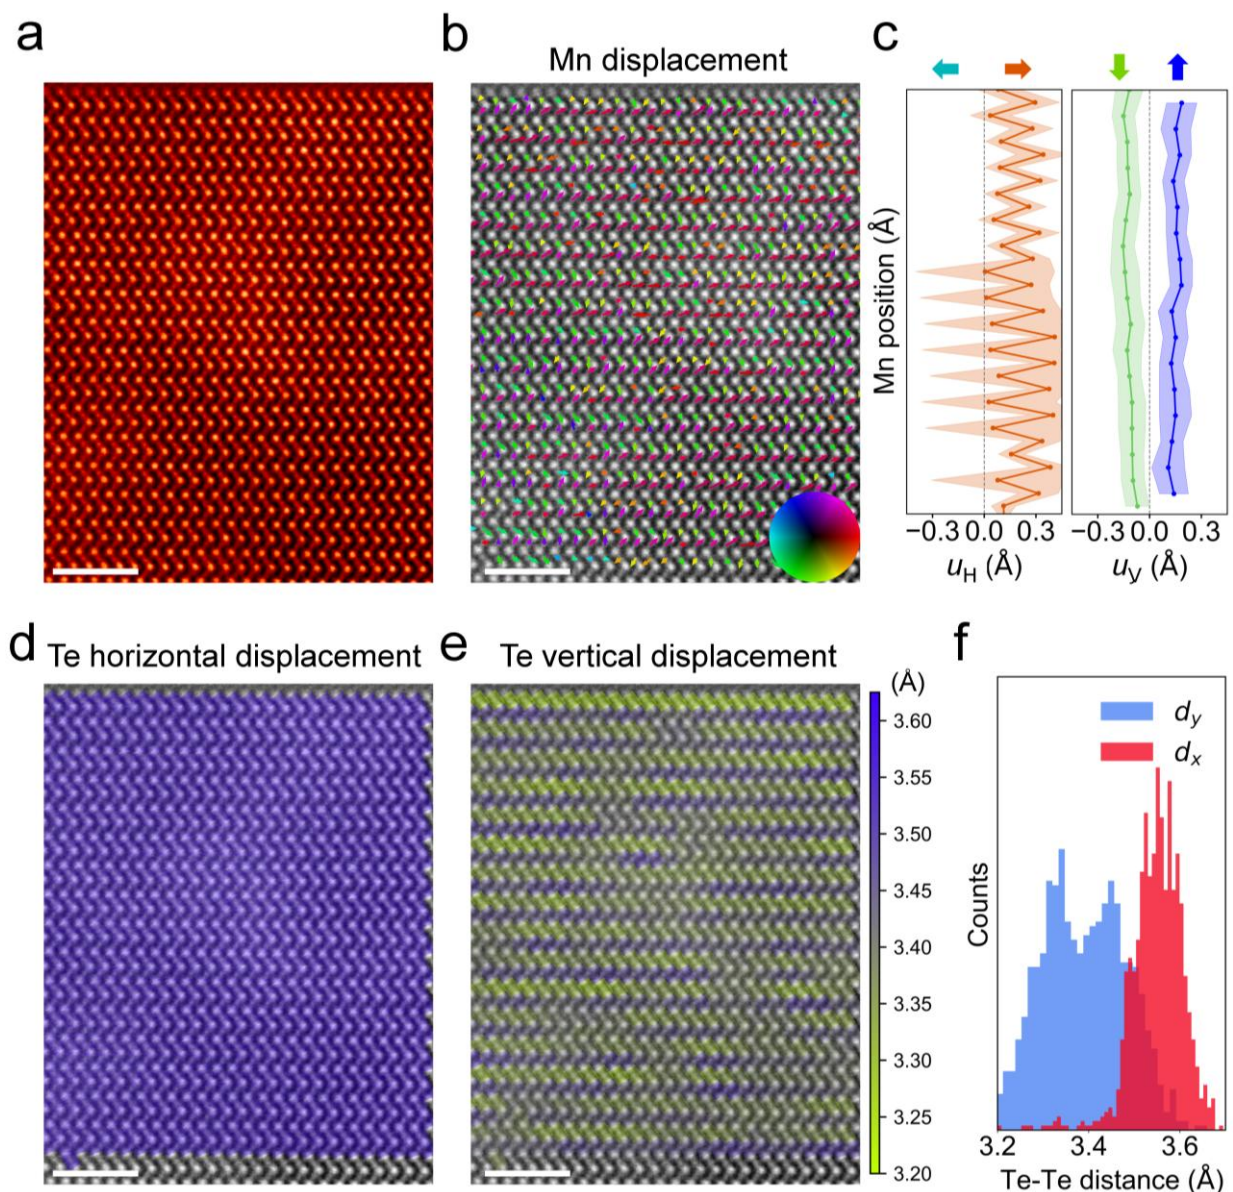 a
b
Mn displacement
c
Mn position (Å)
−0.3 0.0 0.3
u_H (Å)
−0.3 0.0 0.3
u_y (Å)
d
Te horizontal displacement
e
Te vertical displacement
(Å)
3.60
3.55
3.50
3.45
3.40
3.35
3.30
3.25
3.20
f
d_y
d_x
Counts
3.2 3.4 3.6
Te-Te distance (Å)